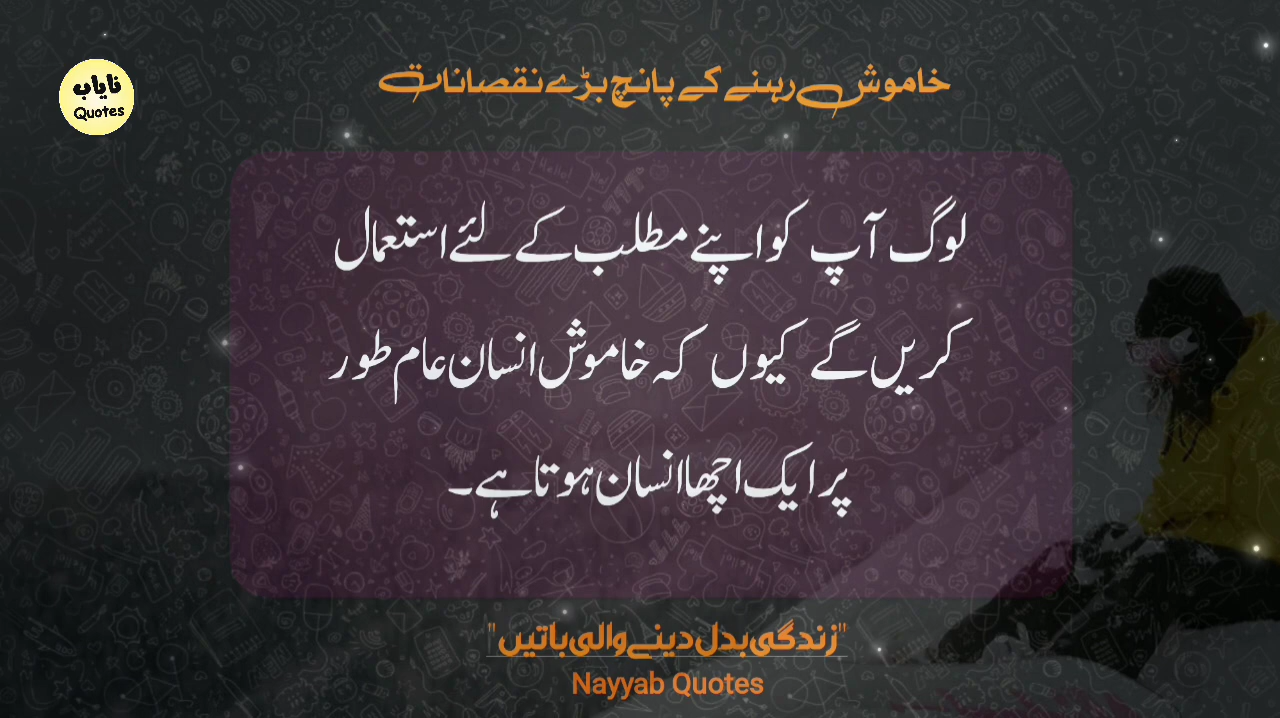 نایاب
Quotes
خاموش رہنے کے پانچ بڑے نقصانات
لوگ آپ کو اپنے مطلب کے لئے استعمال
کریں گے کیوں کہ خاموش انسان عام طور
پر ایک اچھا انسان ہوتا ہے۔
"زندگی بدل دینے والی باتیں"
Nayyab Quotes